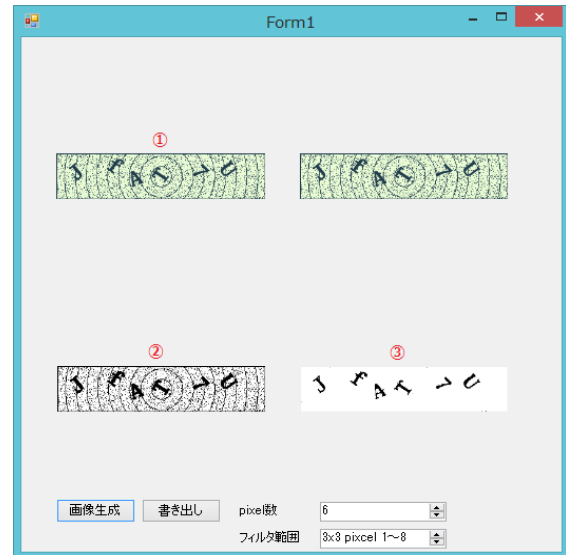 Form1
①
J f A T 7 U J f A T 7 U
② ③
J f A T 7 U J f A T 7 U
画像生成 書き出し pixel数 6
フィルタ範囲 3x3 pixcel 1～8